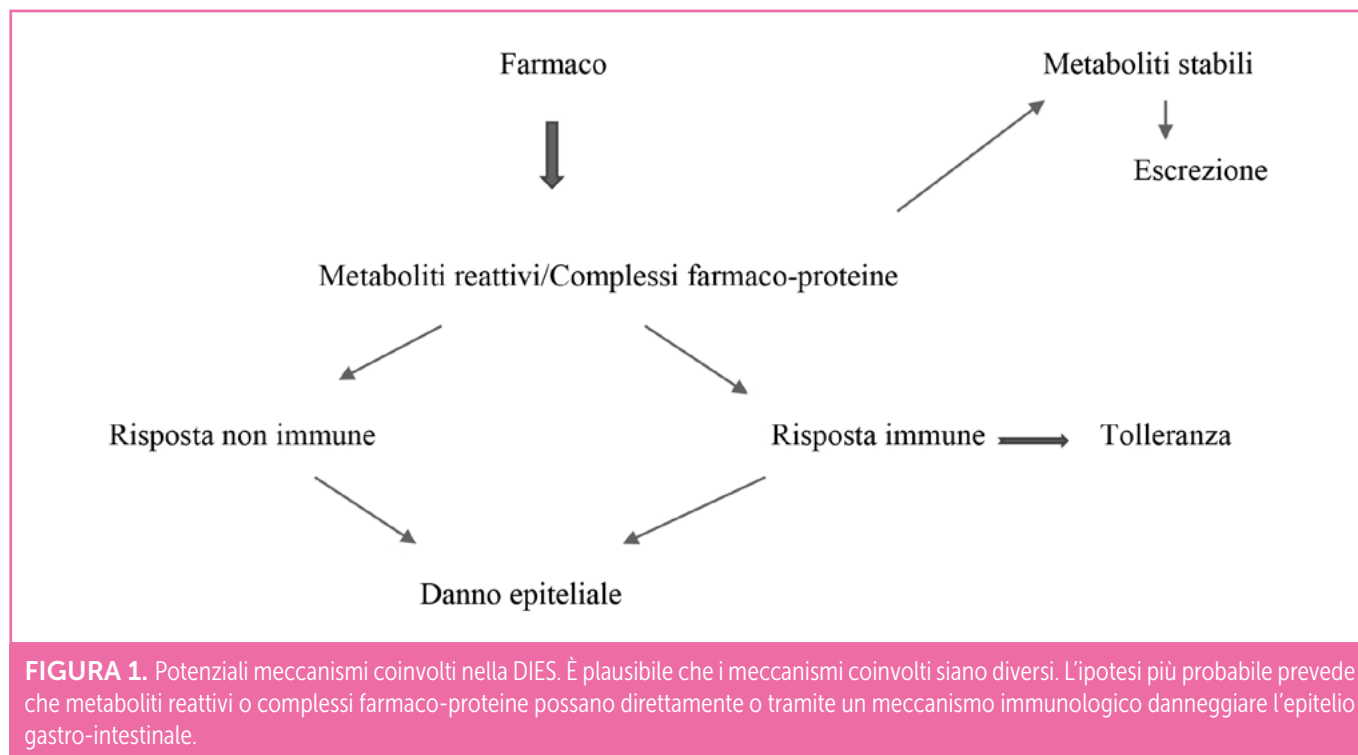 Farmaco
Metaboliti stabili
Escrezione
Metaboliti reattivi/Complessi farmaco-proteine
Risposta non immune
Risposta immune
Tolleranza
Danno epiteliale
FIGURA 1. Potenziali meccanismi coinvolti nella DIES. È plausibile che i meccanismi coinvolti siano diversi. L'ipotesi più probabile prevede
che metaboliti reattivi o complessi farmaco-proteine possano direttamente o tramite un meccanismo immunologico danneggiare l'epitelio
gastro-intestinale.